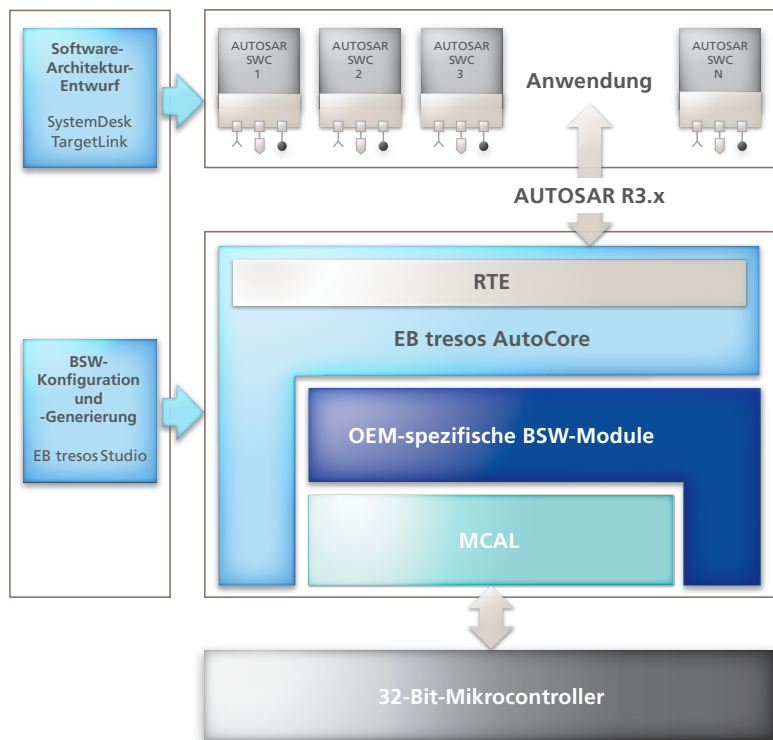 Software-
Architektur-
Entwurf
SystemDesk
TargetLink
AUTOSAR
SWC
1
AUTOSAR
SWC
2
AUTOSAR
SWC
3
Anwendung
AUTOSAR
SWC
N
AUTOSAR R3.x
RTE
EB tresos AutoCore
BSW-
Konfiguration
und
-Generierung
EB tresos Studio
OEM-spezifische BSW-Module
MCAL
32-Bit-Mikrocontroller